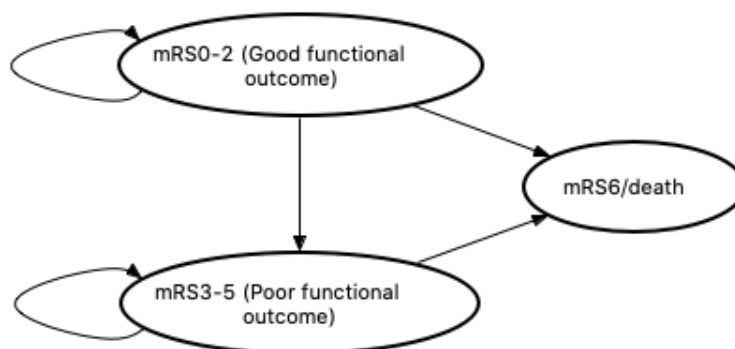 mRS0-2 (Good functional
outcome)
mRS6/death
mRS3-5 (Poor functional
outcome)